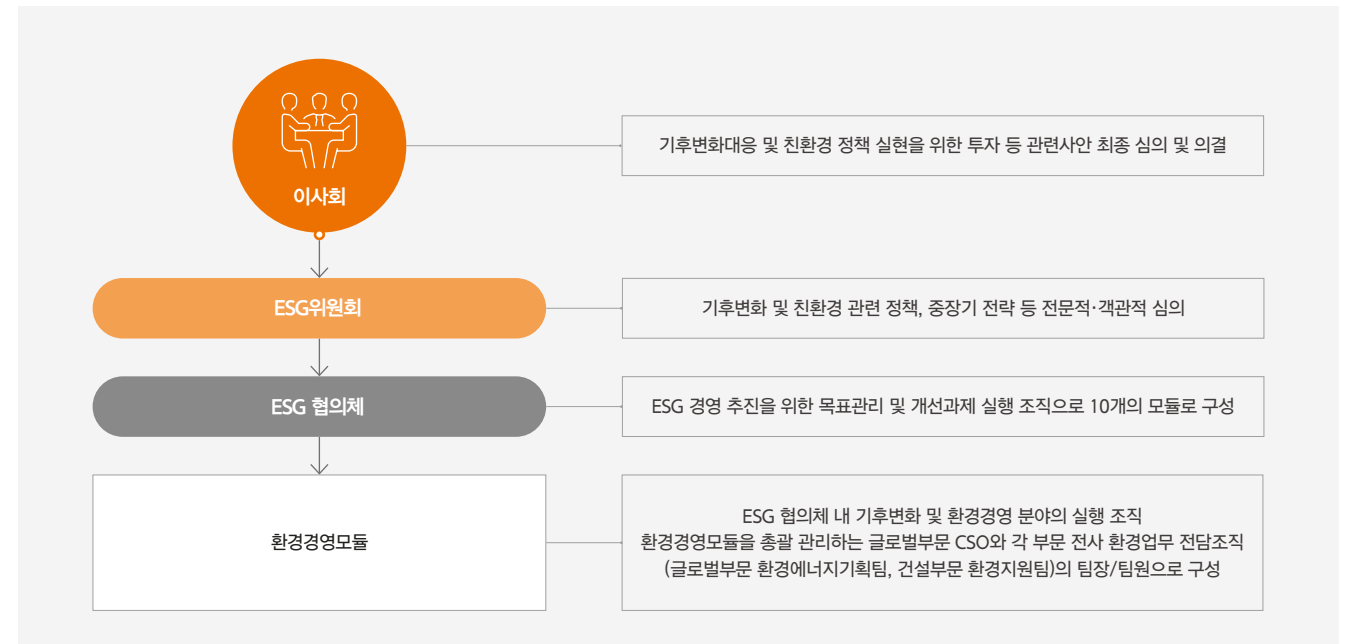 이사회
기후변화대응 및 친환경 정책 실현을 위한 투자 등 관련사안 최종 심의 및 의결
ESG위원회
기후변화 및 친환경 관련 정책, 중장기 전략 등 전문적·객관적 심의
ESG 협의체
ESG 경영 추진을 위한 목표관리 및 개선과제 실행 조직으로 10개의 모듈로 구성
환경경영모듈
ESG 협의체 내 기후변화 및 환경경영 분야의 실행 조직
환경경영모듈을 총괄 관리하는 글로벌부문 CSO와 각 부문 전사 환경업무 전담조직
(글로벌부문 환경에너지기획팀, 건설부문 환경지원팀)의 팀장/팀원으로 구성